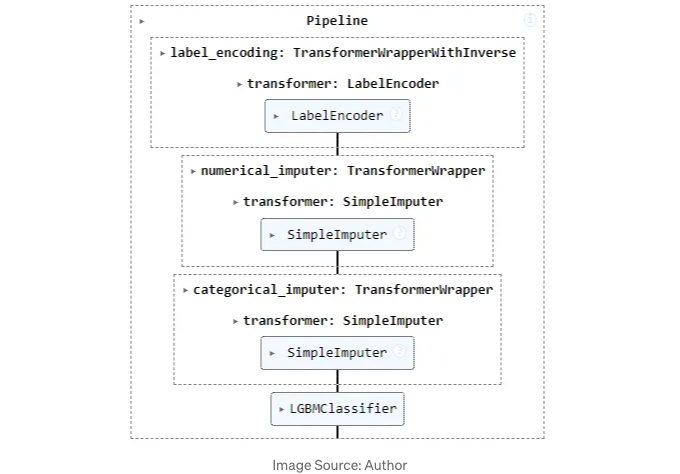 Pipeline
label_encoding: TransformerWrapperWithInverse
transformer: LabelEncoder
LabelEncoder ?
numerical_imputer: TransformerWrapper
transformer: SimpleImputer
SimpleImputer ?
categorical_imputer: TransformerWrapper
transformer: SimpleImputer
SimpleImputer ?
LGBMClassifier
Image Source: Author